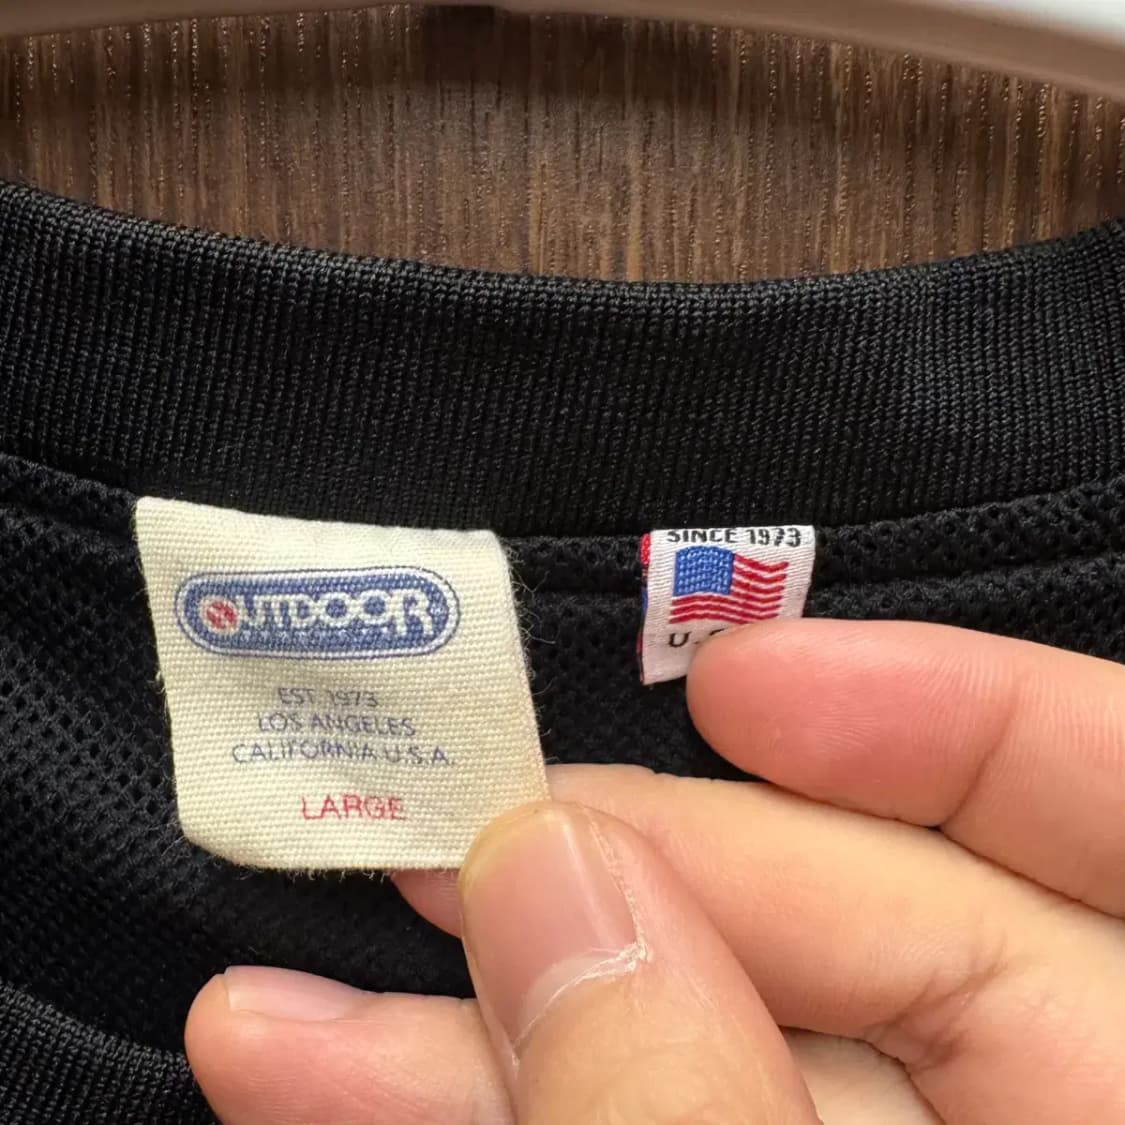 OUTDOOR
EST 1973
LOS ANGELES
CALIFORNIA U.S.A.
LARGE
SINCE 1973
U.S